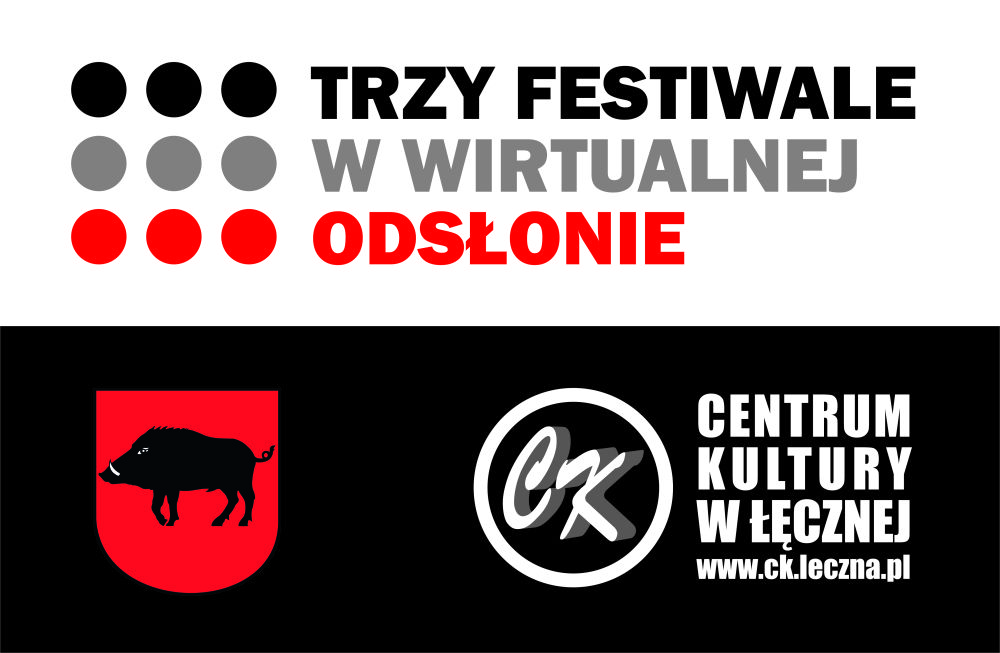 TRZY FESTIWALE
W WIRTUALNEJ
ODSŁONIE
CK
CENTRUM
KULTURY
W ŁĘCZNEJ
www.ck.leczna.pl